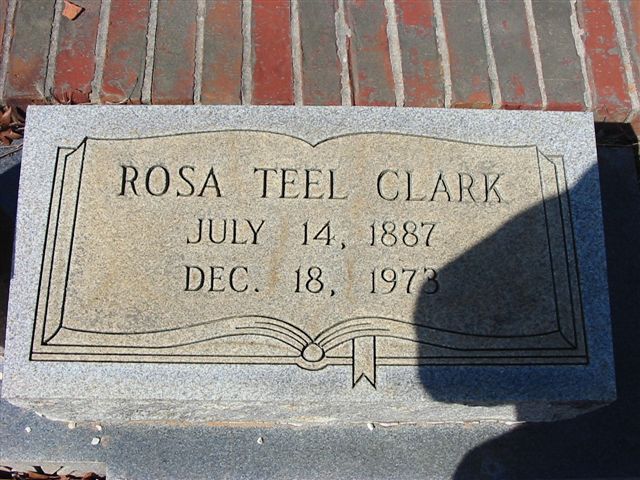 ROSA TEEL CLARK
JULY 14, 1887
DEC. 18, 1973